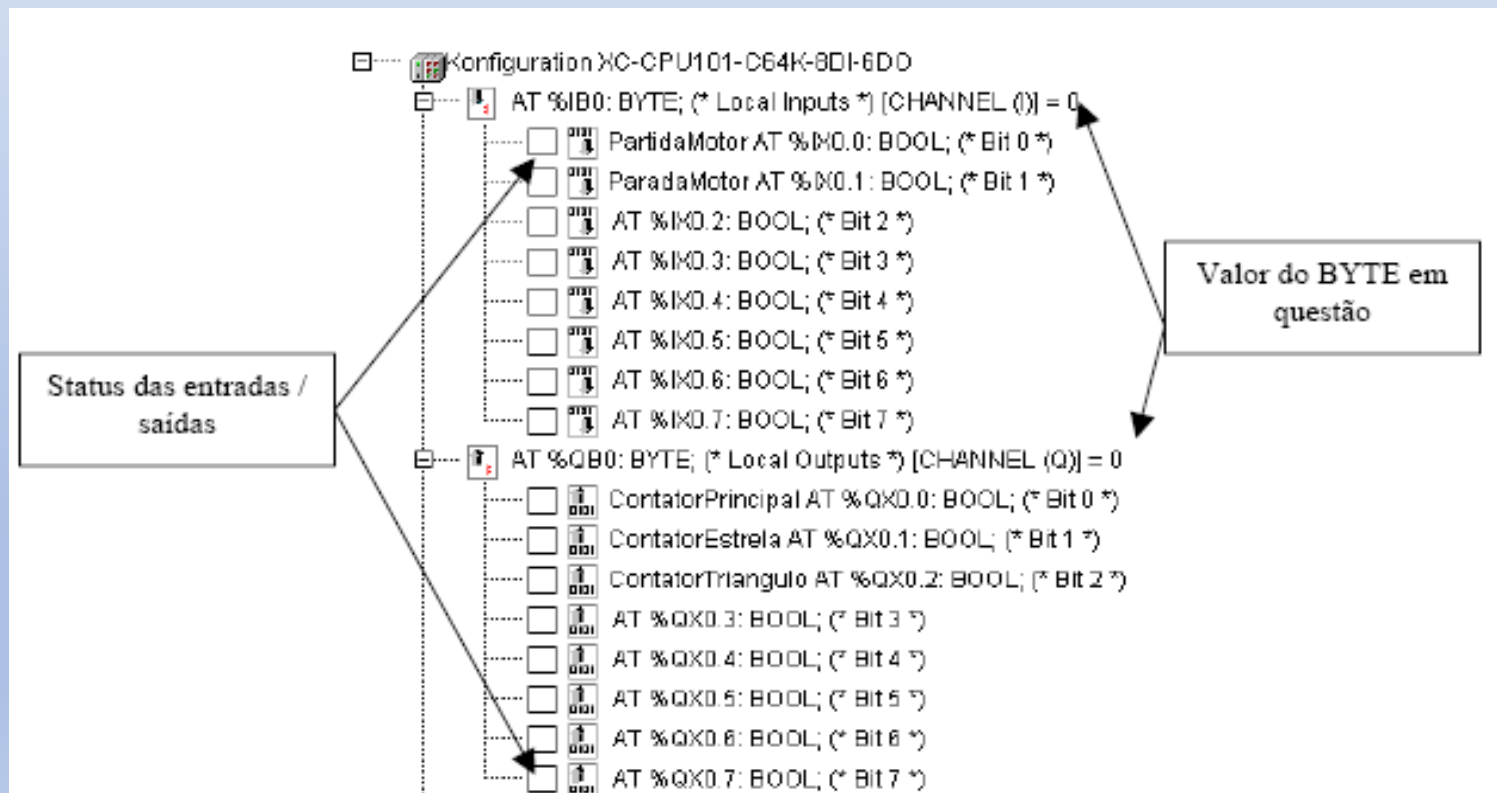 Konfiguration XC-CPU101-C64K-8DI-6DO
AT %IB0: BYTE; (* Local Inputs *) [CHANNEL (I)] = 0
PartidaMotor AT %IX0.0: BOOL; (* Bit 0 *)
ParadaMotor AT %IX0.1: BOOL; (* Bit 1 *)
AT %IX0.2: BOOL; (* Bit 2 *)
AT %IX0.3: BOOL; (* Bit 3 *)
AT %IX0.4: BOOL; (* Bit 4 *)
AT %IX0.5: BOOL; (* Bit 5 *)
AT %IX0.6: BOOL; (* Bit 6 *)
AT %IX0.7: BOOL; (* Bit 7 *)
AT %QB0: BYTE; (* Local Outputs *) [CHANNEL (Q)] = 0
ContatorPrincipal AT %QX0.0: BOOL; (* Bit 0 *)
ContatorEstrela AT %QX0.1: BOOL; (* Bit 1 *)
ContatorTriangulo AT %QX0.2: BOOL; (* Bit 2 *)
AT %QX0.3: BOOL; (* Bit 3 *)
AT %QX0.4: BOOL; (* Bit 4 *)
AT %QX0.5: BOOL; (* Bit 5 *)
AT %QX0.6: BOOL; (* Bit 6 *)
AT %QX0.7: BOOL; (* Bit 7 *)
Status das entradas /
saídas
Valor do BYTE em
questão